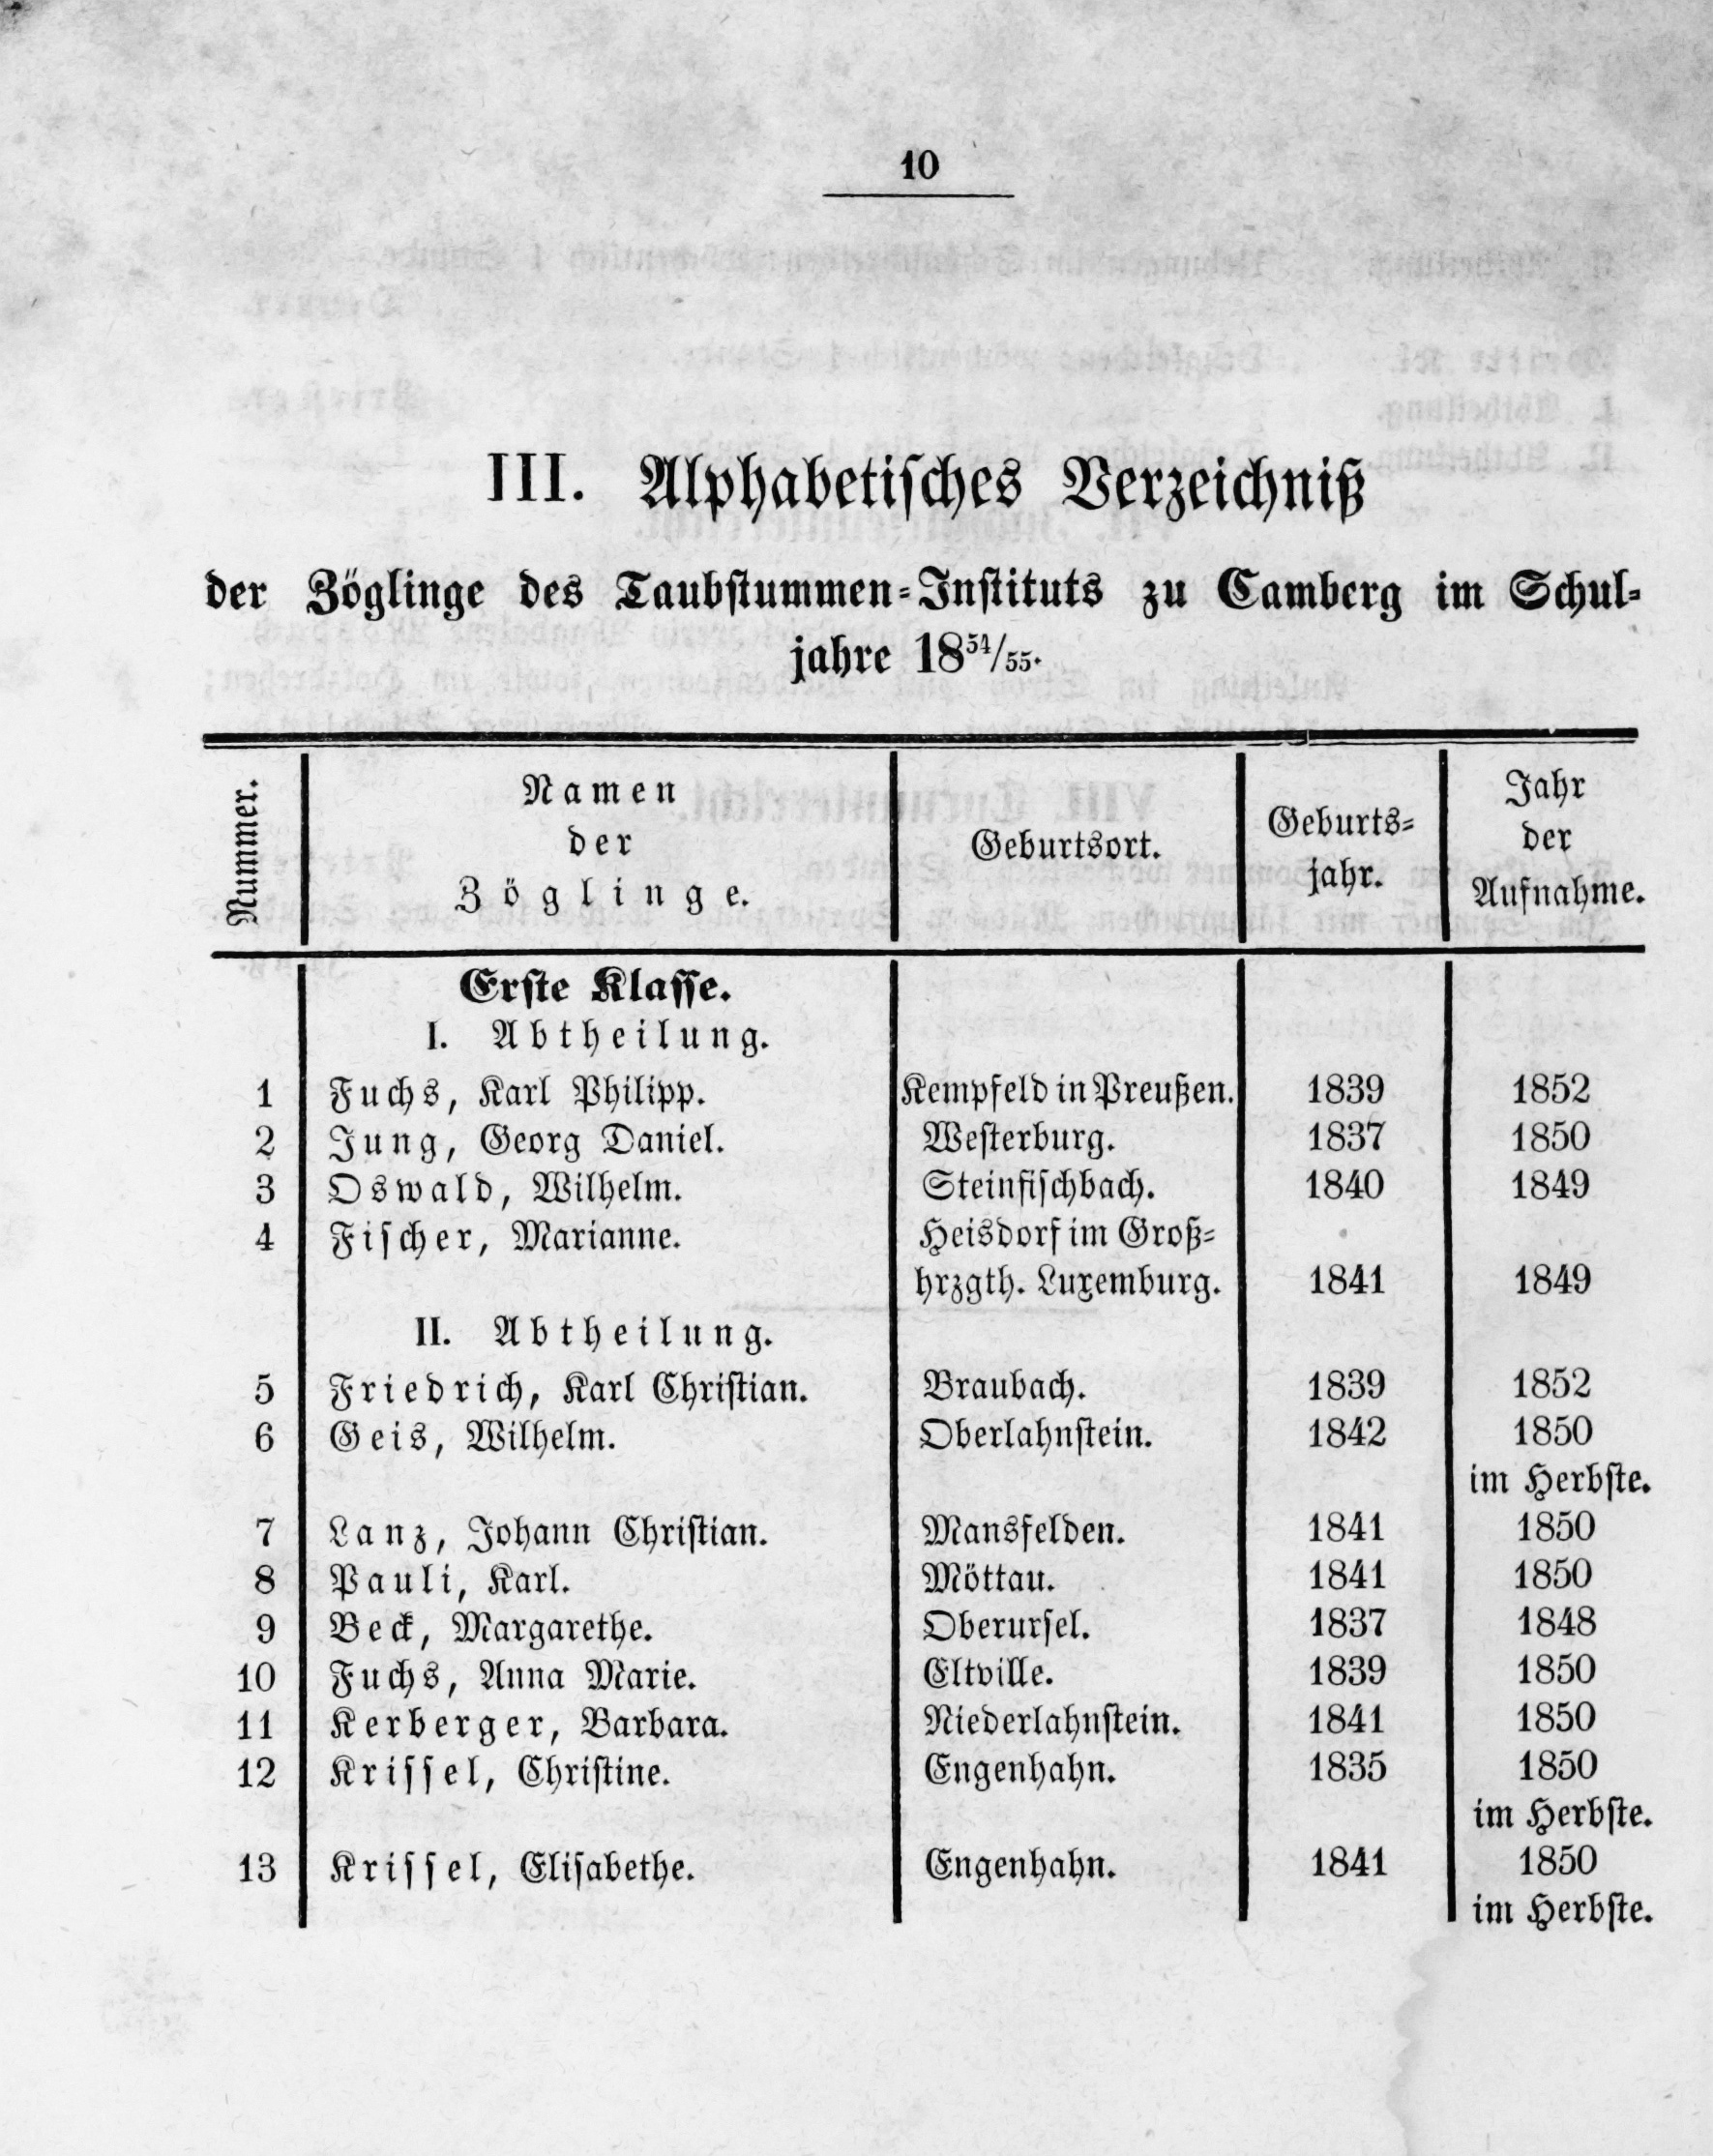 10
III. Alphabetisches Verzeichniß
der Zöglinge des Taubstummen-Instituts zu Camberg im Schul-
jahre 18 54/55.
Nummer. Namen der Zöglinge. Geburtsort. Geburts-jahr. Jahr der Aufnahme.
Erste Klasse.
I. Abtheilung.
1 Fuchs, Karl Philipp. Kempfeld in Preußen. 1839 1852
2 Jung, Georg Daniel. Westerburg. 1837 1850
3 Oswald, Wilhelm. Steinfischbach. 1840 1849
4 Fischer, Marianne. Heisdorf im Groß-
hrzgth. Luxemburg. 1841 1849
II. Abtheilung.
5 Friedrich, Karl Christian. Braubach. 1839 1852
6 Geis, Wilhelm. Oberlahnstein. 1842 1850
im Herbste.
7 Lanz, Johann Christian. Mansfelden. 1841 1850
8 Pauli, Karl. Möttau. 1841 1850
9 Beck, Margarethe. Oberursel. 1837 1848
10 Fuchs, Anna Marie. Eltville. 1839 1850
11 Kerberger, Barbara. Niederlahnstein. 1841 1850
12 Krissel, Christine. Engenhahn. 1835 1850
im Herbste.
13 Krissel, Elisabethe. Engenhahn. 1841 1850
im Herbste.